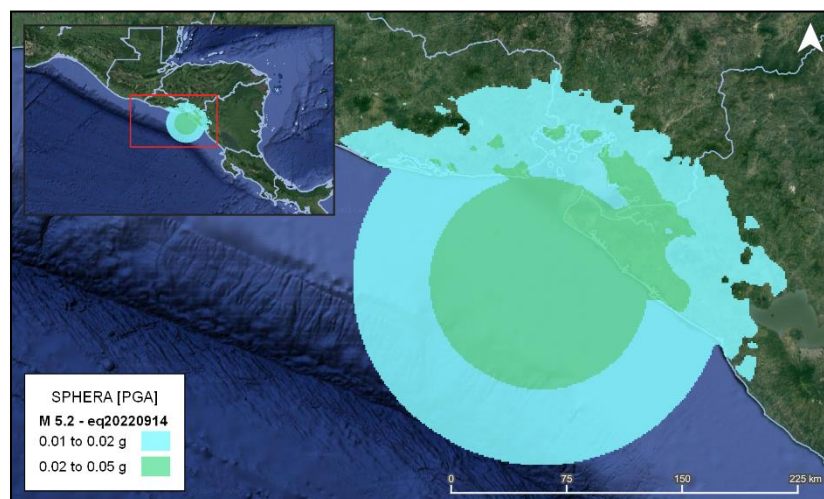 SPHERA [PGA]
M 5.2 - eq20220914
0.01 to 0.02 g
0.02 to 0.05 g
0 75 150 225 km